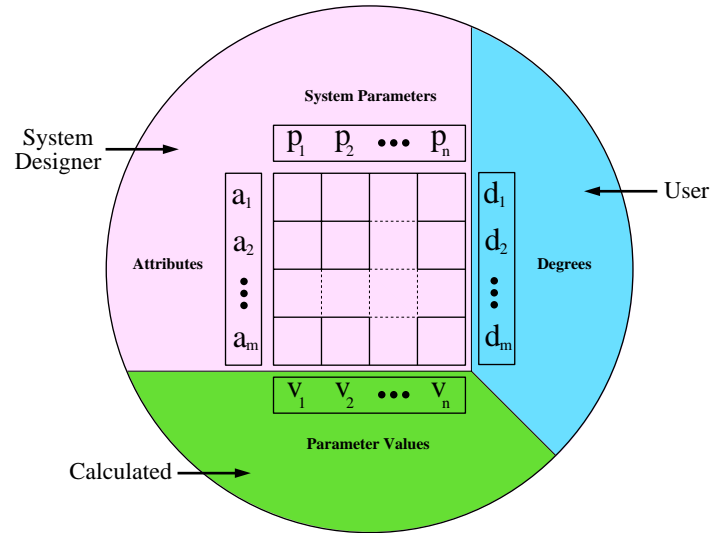 System Parameters
p1 p2 ••• pn
System
Designer
a1
a2
•••
am
Attributes
d1
d2
•••
dm
Degrees
User
v1 v2 ••• vn
Parameter Values
Calculated